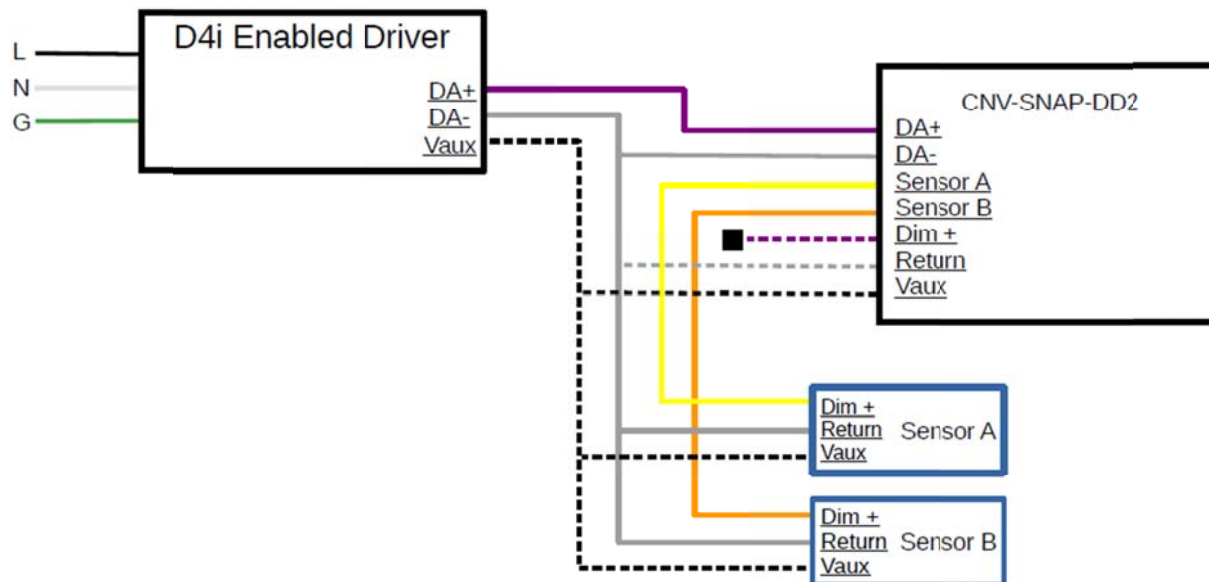 D4i Enabled Driver
L
N
G
DA+
DA-
Vaux
CNV-SNAP-DD2
DA+
DA-
Sensor A
Sensor B
Dim +
Return
Vaux
Dim +
Return
Vaux
Sensor A
Dim +
Return
Vaux
Sensor B